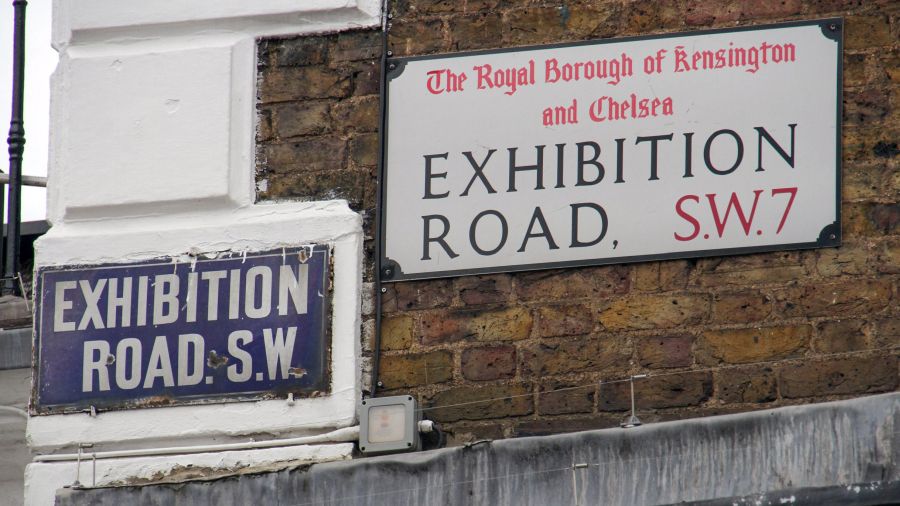 The Royal Borough of Kensington
and Chelsea
EXHIBITION
ROAD, S.W.7
EXHIBITION
ROAD. S.W